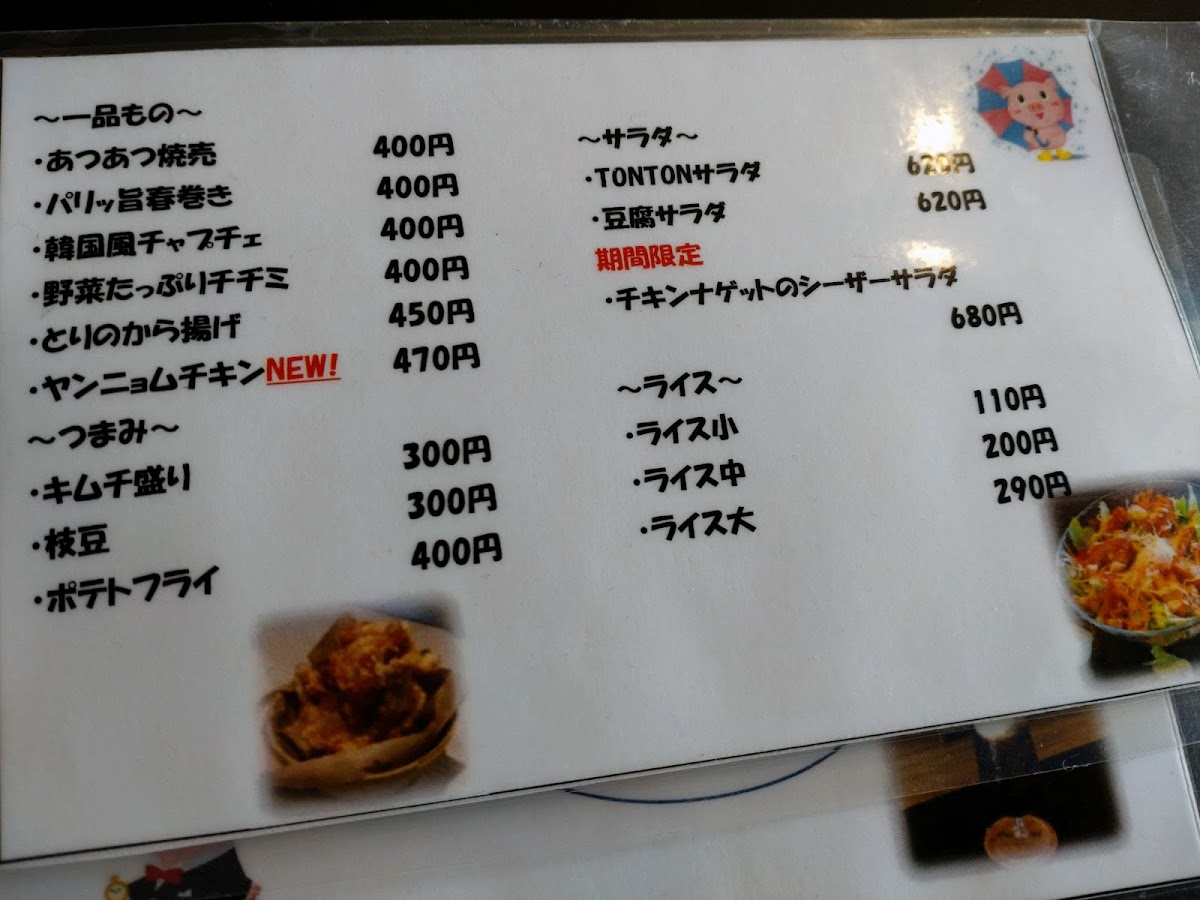 ～一品もの～
・あつあつ焼売 400円
・パリッ旨春巻き 400円
・韓国風チャプチェ 400円
・野菜たっぷりチヂミ 400円
・とりのから揚げ 450円
・ヤンニョムチキンNEW! 470円
～つまみ～
・キムチ盛り 300円
・枝豆 300円
・ポテトフライ 400円
～サラダ～
・TONTONサラダ 620円
・豆腐サラダ 620円
期間限定
・チキンナゲットのシーザーサラダ
680円
～ライス～
・ライス小 110円
・ライス中 200円
・ライス大 290円